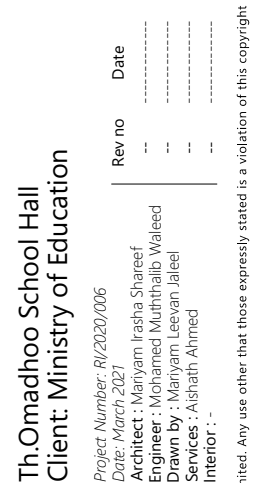 Th.Omadhoo School Hall
Client: Ministry of Education
Project Number: RI/2020/006
Date: March 2021
Architect : Mariyam Irasha Shareef
Engineer : Mohamed Muththalib Waleed
Drawn by : Mariyam Leevan Jaleel
Services : Aishath Ahmed
Interior : -
Rev no Date
-- --------------
-- --------------
-- --------------
-- --------------
Any use other that those expressly stated is a violation of this copyright